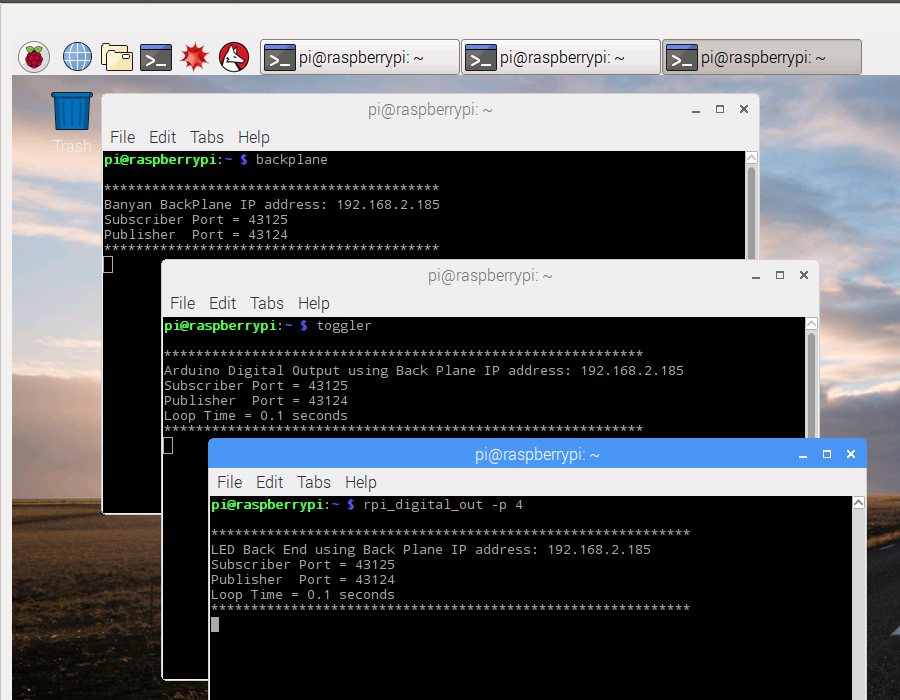 pi@raspberrypi: ~
pi@raspberrypi: ~
pi@raspberrypi: ~
Trash
pi@raspberrypi: ~
File Edit Tabs Help
pi@raspberrypi:~ $ backplane
******************************************
Banyan BackPlane IP address: 192.168.2.185
Subscriber Port = 43125
Publisher  Port = 43124
******************************************
pi@raspberrypi: ~
File Edit Tabs Help
pi@raspberrypi:~ $ toggler
************************************************************
Arduino Digital Output using Back Plane IP address: 192.168.2.185
Subscriber Port = 43125
Publisher  Port = 43124
Loop Time = 0.1 seconds
************************************************************
pi@raspberrypi: ~
File Edit Tabs Help
pi@raspberrypi:~ $ rpi_digital_out -p 4
************************************************************
LED Back End using Back Plane IP address: 192.168.2.185
Subscriber Port = 43125
Publisher  Port = 43124
Loop Time = 0.1 seconds
************************************************************